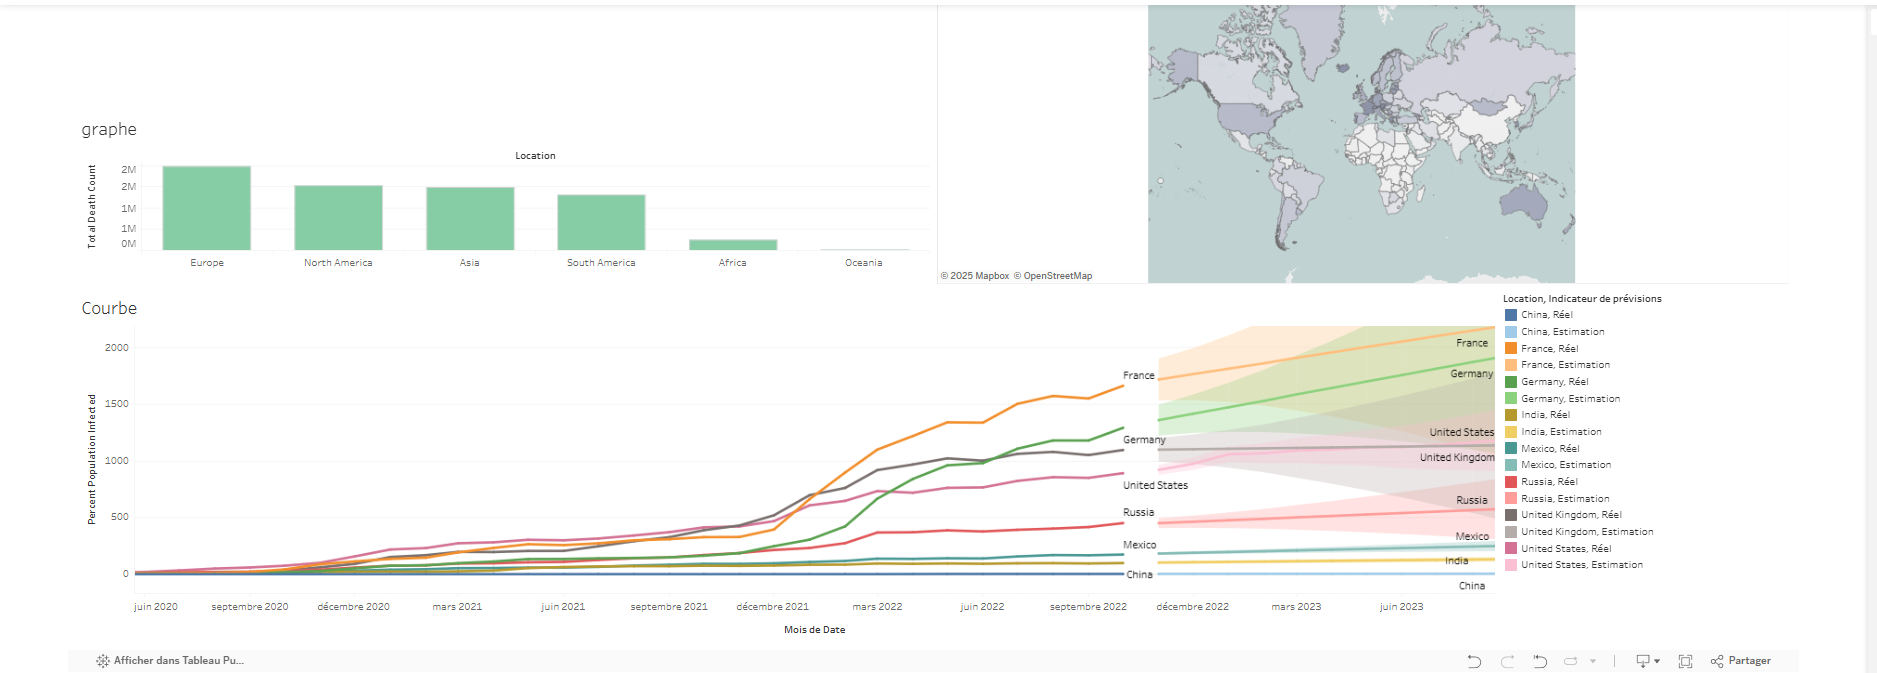 graphe
Location
Total Death Count
2M
2M
1M
1M
0M
Europe
North America
Asia
South America
Africa
Oceania
© 2025 Mapbox © OpenStreetMap
Courbe
Percent Population Infected
2000
1500
1000
500
0
France
Germany
United States
Russia
Mexico
China
France
Germany
United States
United Kingdom
Russia
Mexico
India
China
juin 2020
septembre 2020
décembre 2020
mars 2021
juin 2021
septembre 2021
décembre 2021
mars 2022
juin 2022
septembre 2022
décembre 2022
mars 2023
juin 2023
Mois de Date
Location, Indicateur de prévisions
China, Réel
China, Estimation
France, Réel
France, Estimation
Germany, Réel
Germany, Estimation
India, Réel
India, Estimation
Mexico, Réel
Mexico, Estimation
Russia, Réel
Russia, Estimation
United Kingdom, Réel
United Kingdom, Estimation
United States, Réel
United States, Estimation
Afficher dans Tableau Pu...
Partager